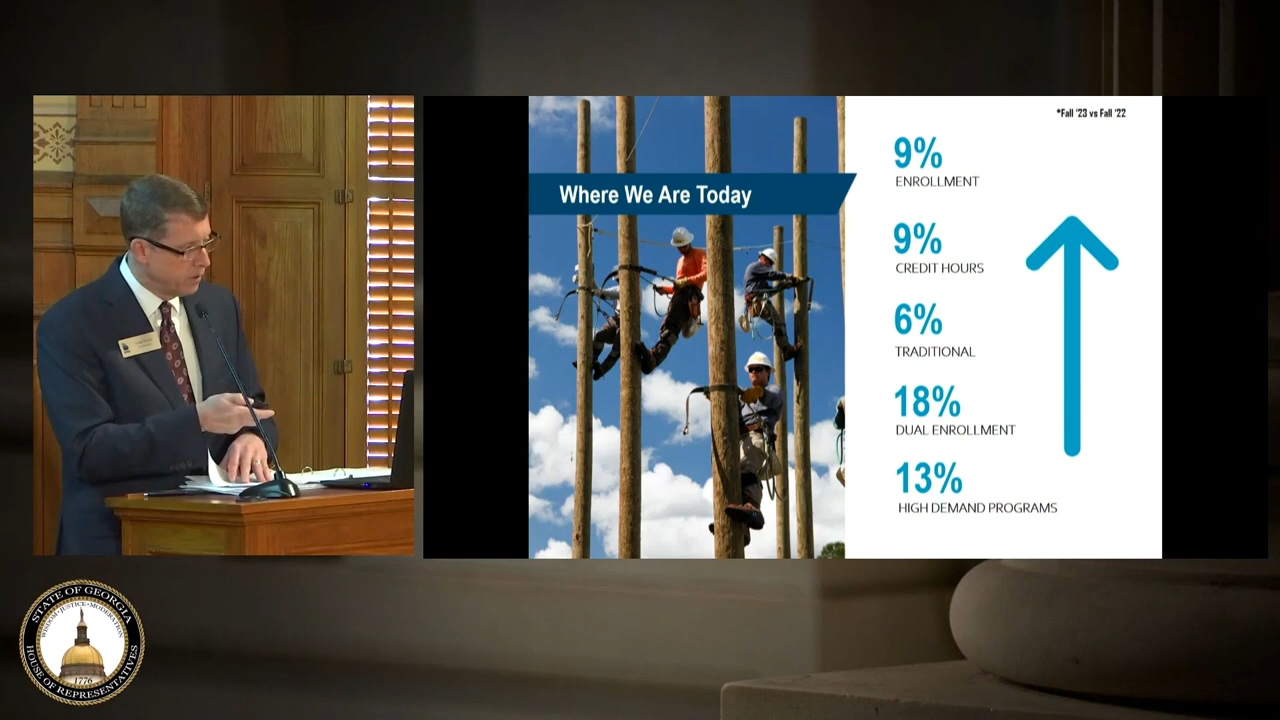 *Fall '23 vs Fall '22
Where We Are Today
9%
ENROLLMENT
9%
CREDIT HOURS
6%
TRADITIONAL
18%
DUAL ENROLLMENT
13%
HIGH DEMAND PROGRAMS
STATE OF GEORGIA
WISDOM • JUSTICE • MODERATION
1776
HOUSE OF REPRESENTATIVES